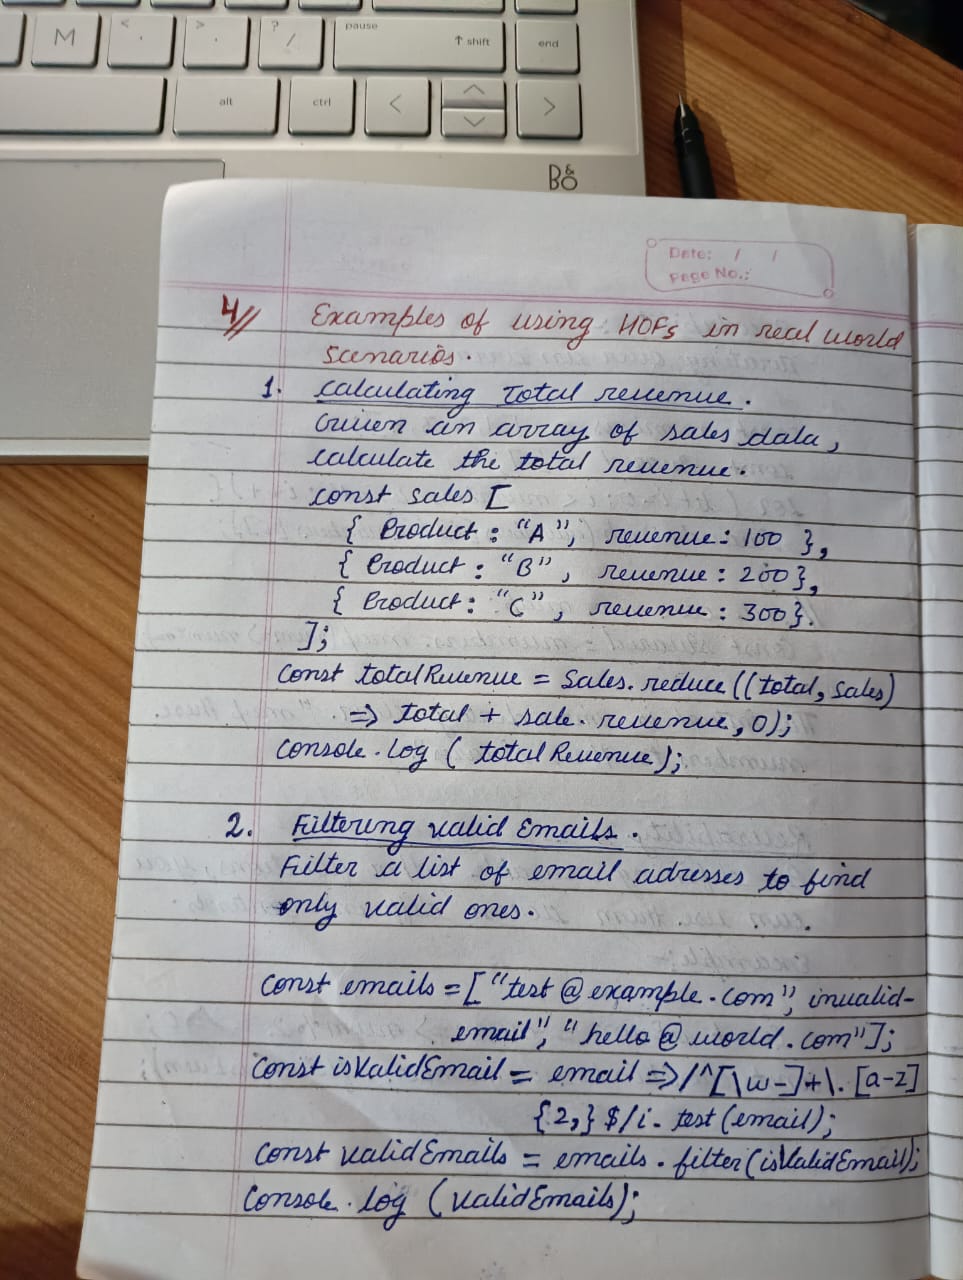 M < , > . ? / pause ↑ shift end
alt ctrl < >
B&O
Date: / /
Page No.:
4// Examples of using HOFs in real world
scenarios.
1. calculating Total revenue.
Given an array of sales data,
calculate the total revenue.
const sales [
{ Product : "A", revenue: 100 },
{ Product : "B", revenue : 200},
{ Product : "C", revenue : 300}.
];
Const totalRevenue = Sales. reduce ((total, sales)
=> total + sale. revenue, 0);
Console.log ( totalRevenue);
2. Filtering valid Emails.
Filter a list of email adresses to find
only valid ones.
Const emails = ["test @ example.com", invalid-
email", "hello @ world.com"];
Const isValidEmail = email => /^[\w-]+\. [a-z]
{2,} $/i. test (email);
Const validEmails = emails. filter (isValidEmail);
Console.log (validEmails);